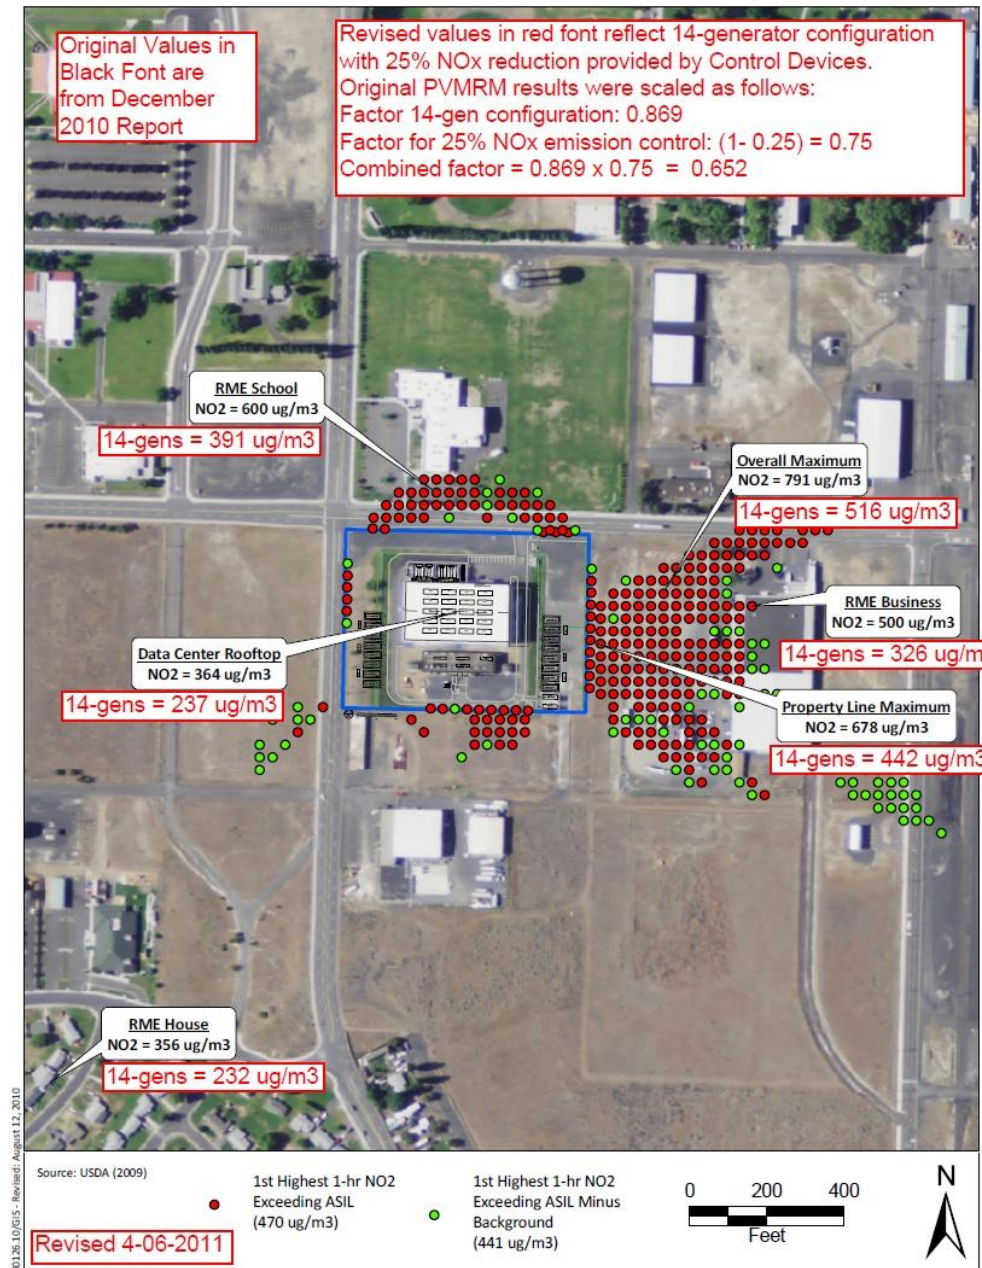 Original Values in
Black Font are
from December
2010 Report
Revised values in red font reflect 14-generator configuration
with 25% NOx reduction provided by Control Devices.
Original PVMRM results were scaled as follows:
Factor 14-gen configuration: 0.869
Factor for 25% NOx emission control: (1- 0.25) = 0.75
Combined factor = 0.869 x 0.75 = 0.652
RME School
NO2 = 600 ug/m3
14-gens = 391 ug/m3
Overall Maximum
NO2 = 791 ug/m3
14-gens = 516 ug/m3
RME Business
NO2 = 500 ug/m3
14-gens = 326 ug/m
Data Center Rooftop
NO2 = 364 ug/m3
14-gens = 237 ug/m3
Property Line Maximum
NO2 = 678 ug/m3
14-gens = 442 ug/m3
RME House
NO2 = 356 ug/m3
14-gens = 232 ug/m3
0126.10/GIS - Revised: August 12, 2010
Source: USDA (2009)
1st Highest 1-hr NO2
Exceeding ASIL
(470 ug/m3)
1st Highest 1-hr NO2
Exceeding ASIL Minus
Background
(441 ug/m3)
0 200 400
Feet
N
Revised 4-06-2011